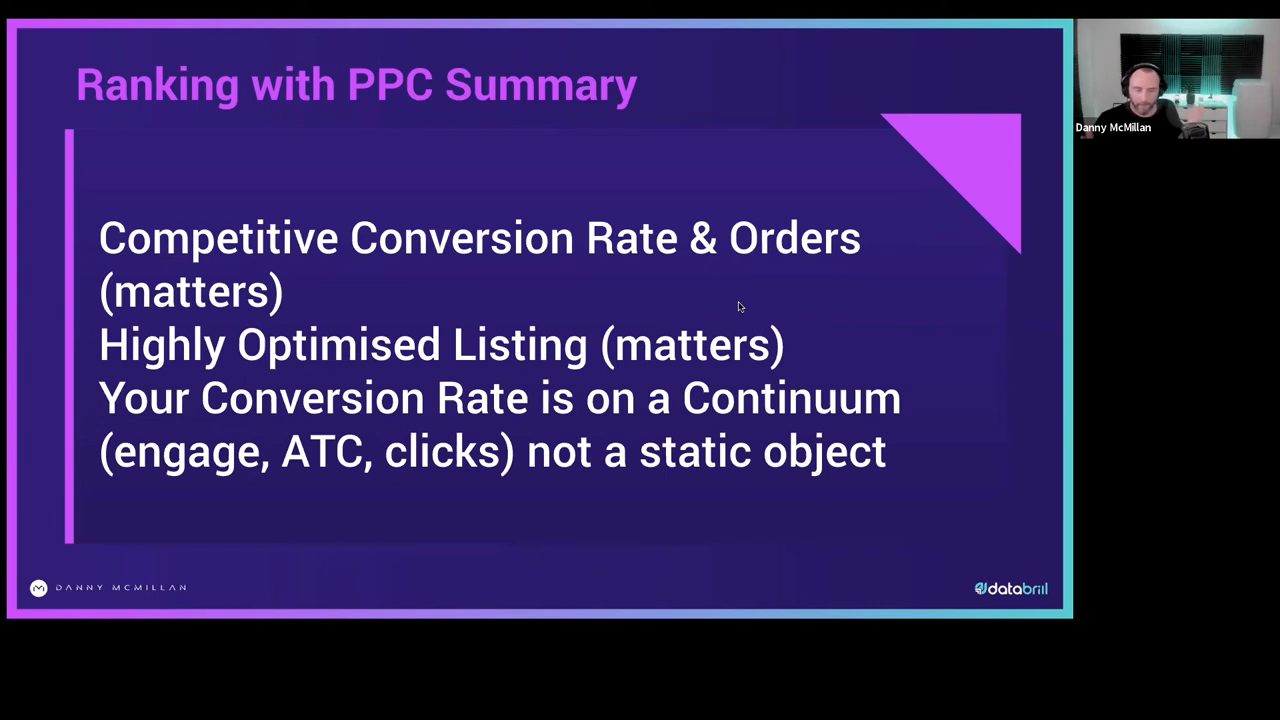 Ranking with PPC Summary
Danny McMillan
Competitive Conversion Rate & Orders
(matters)
Highly Optimised Listing (matters)
Your Conversion Rate is on a Continuum
(engage, ATC, clicks) not a static object
DANNY MCMILLAN
databrill